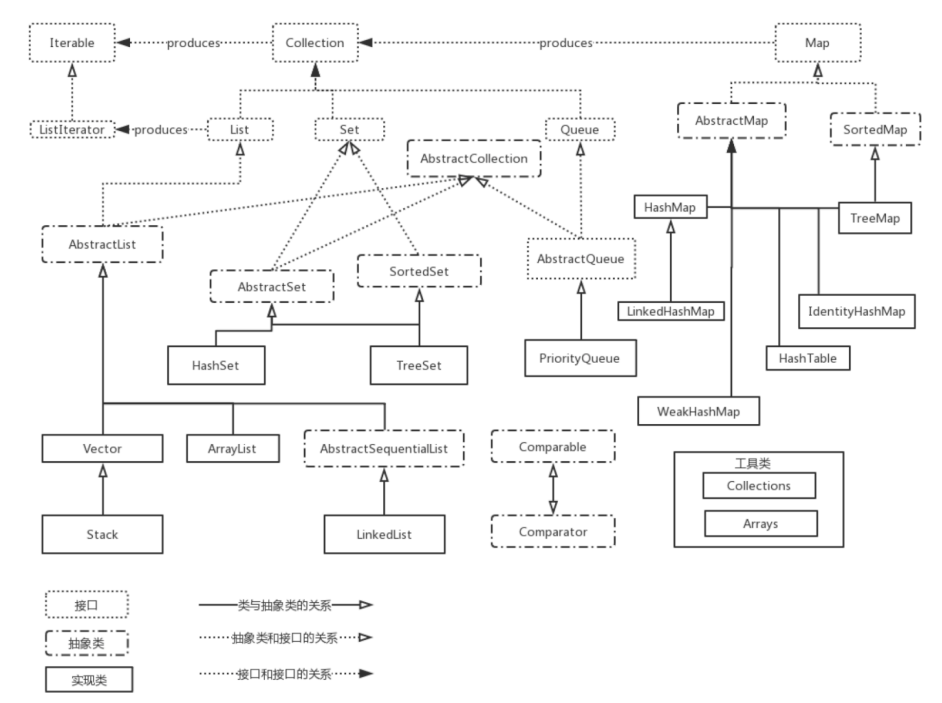 Iterable
produces
Collection
produces
Map
ListIterator
produces
List
Set
Queue
AbstractMap
SortedMap
AbstractCollection
HashMap
TreeMap
AbstractList
AbstractSet
SortedSet
AbstractQueue
LinkedHashMap
IdentityHashMap
HashSet
TreeSet
PriorityQueue
HashTable
WeakHashMap
Vector
ArrayList
AbstractSequentialList
Comparable
工具类
Collections
Arrays
Stack
LinkedList
Comparator
接口
类与抽象类的关系
抽象类
抽象类和接口的关系
实现类
接口和接口的关系